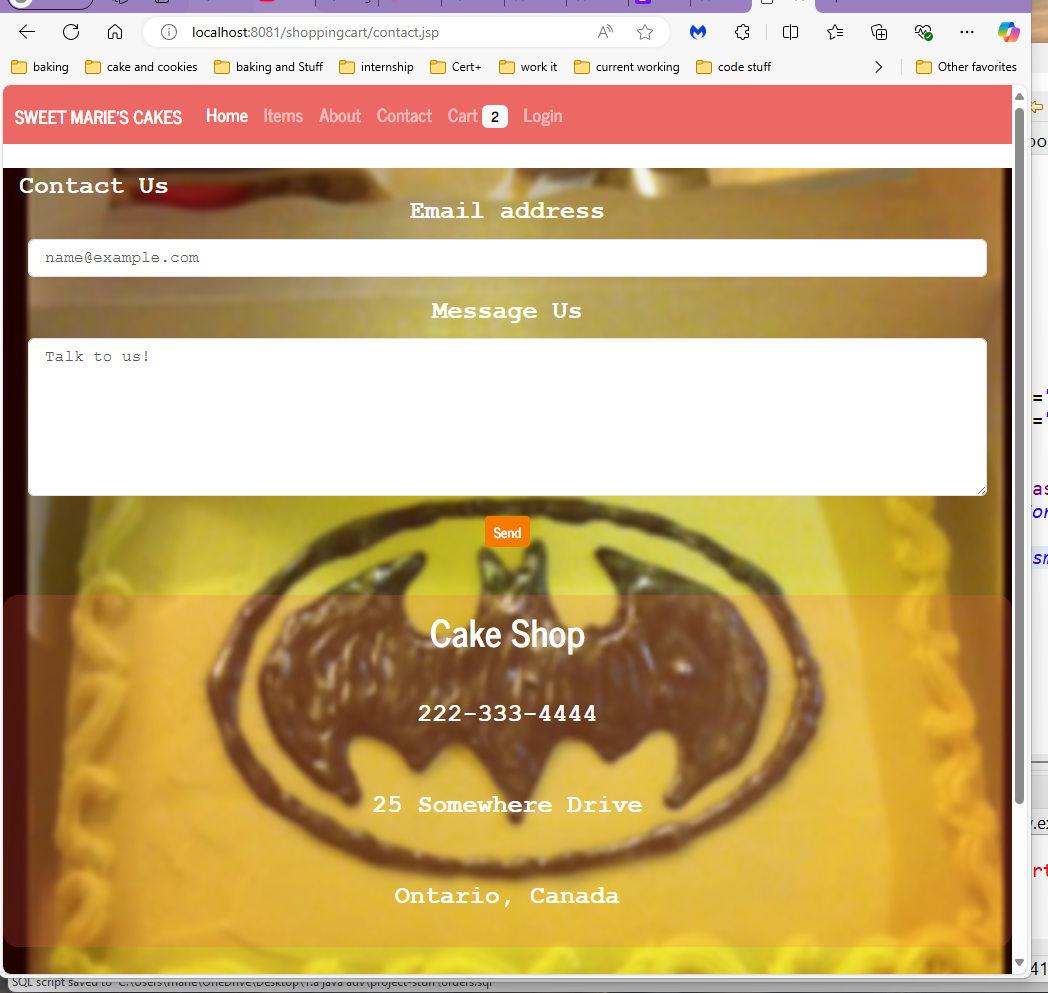 localhost:8081/shoppingcart/contact.jsp
baking cake and cookies baking and Stuff internship Cert+ work it current working code stuff Other favorites
SWEET MARIE'S CAKES Home Items About Contact Cart 2 Login
Contact Us
Email address
name@example.com
Message Us
Talk to us!
Send
Cake Shop
222-333-4444
25 Somewhere Drive
Ontario, Canada